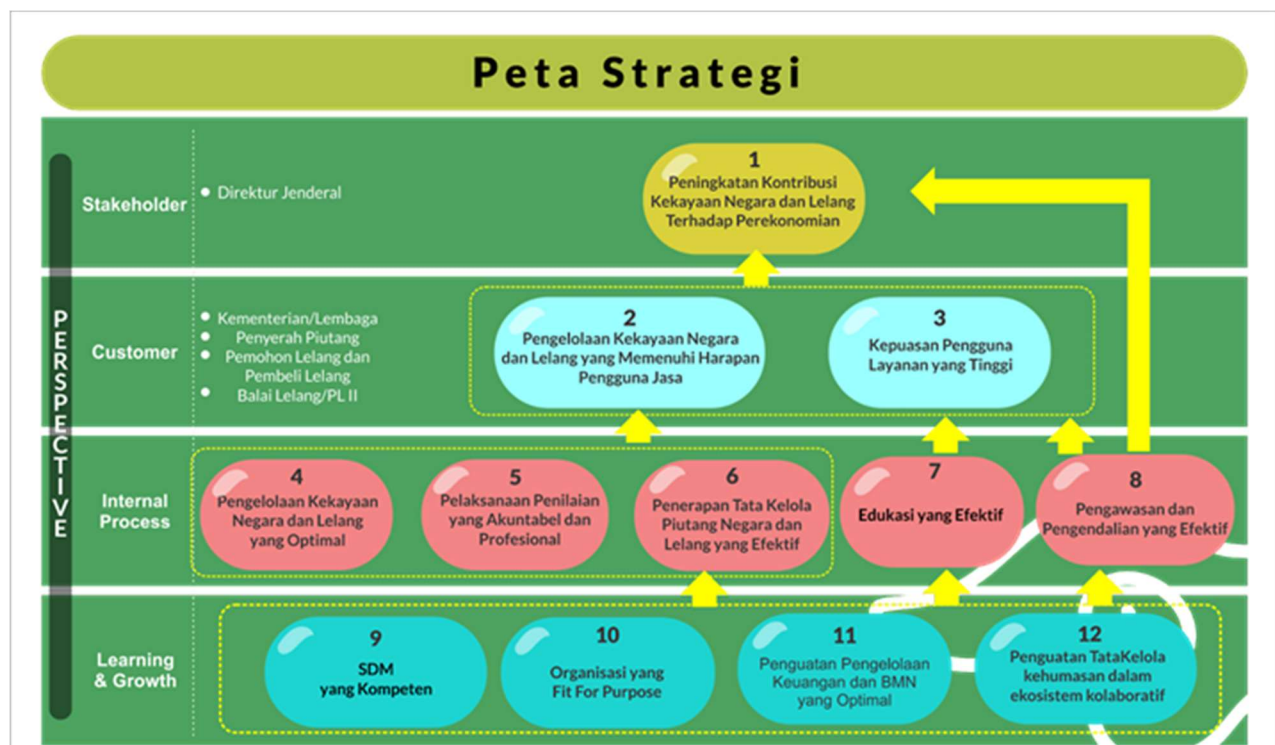 Peta Strategi
PERSPECTIVE
Stakeholder
• Direktur Jenderal
1
Peningkatan Kontribusi
Kekayaan Negara dan Lelang
Terhadap Perekonomian
Customer
• Kementerian/Lembaga
• Penyerah Piutang
• Pemohon Lelang dan
Pembeli Lelang
• Balai Lelang/PL II
2
Pengelolaan Kekayaan Negara
dan Lelang yang Memenuhi Harapan
Pengguna Jasa
3
Kepuasan Pengguna
Layanan yang Tinggi
Internal
Process
4
Pengelolaan Kekayaan
Negara dan Lelang
yang Optimal
5
Pelaksanaan Penilaian
yang Akuntabel dan
Profesional
6
Penerapan Tata Kelola
Piutang Negara dan
Lelang yang Efektif
7
Edukasi yang Efektif
8
Pengawasan dan
Pengendalian yang Efektif
Learning
& Growth
9
SDM
yang Kompeten
10
Organisasi yang
Fit For Purpose
11
Penguatan Pengelolaan
Keuangan dan BMN
yang Optimal
12
Penguatan TataKelola
kehumasan dalam
ekosistem kolaboratif